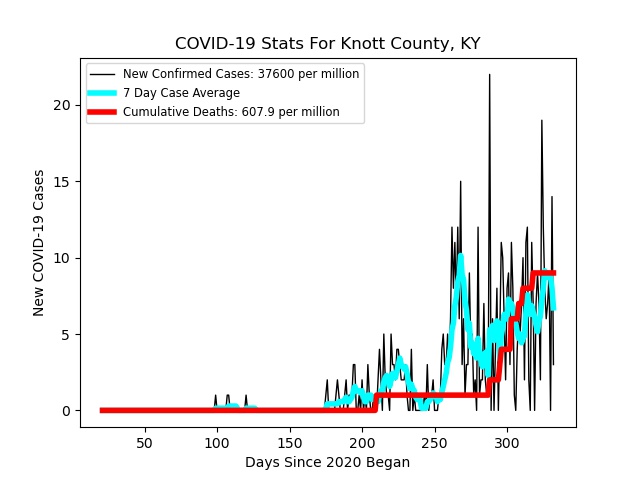 COVID-19 Stats For Knott County, KY
New Confirmed Cases: 37600 per million
7 Day Case Average
Cumulative Deaths: 607.9 per million
New COVID-19 Cases
20
15
10
5
0
50 100 150 200 250 300
Days Since 2020 Began